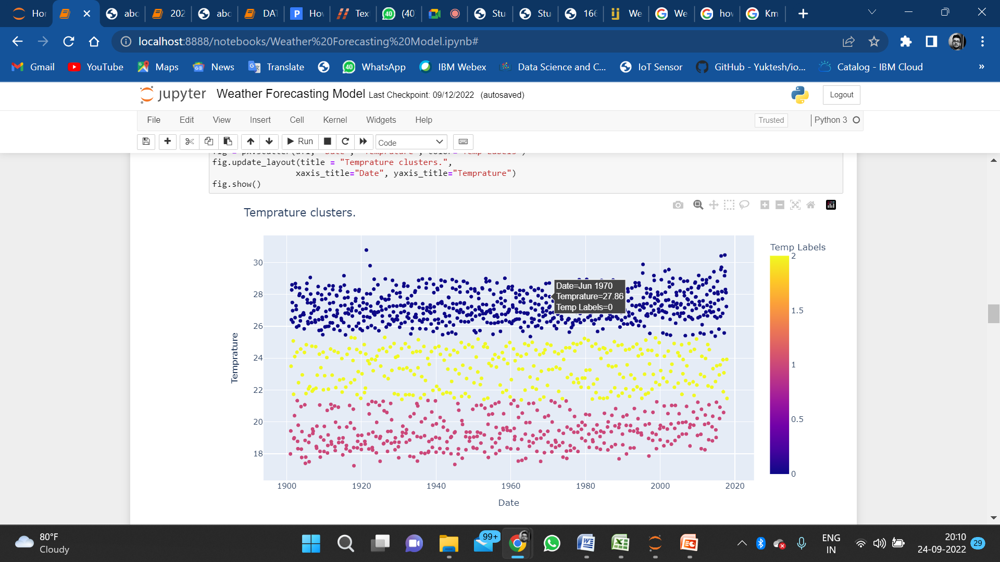 Hor
abc
202
abc
DAT
Hov
Tex
(40
Stu
Stu
166
We
We
hov
Km
localhost:8888/notebooks/Weather%20Forecasting%20Model.ipynb#
Gmail YouTube Maps News Translate WhatsApp IBM Webex Data Science and C... IoT Sensor GitHub - Yuktesh/io... Catalog - IBM Cloud »
jupyter Weather Forecasting Model Last Checkpoint: 09/12/2022 (autosaved) Logout
File Edit View Insert Cell Kernel Widgets Help Trusted Python 3
Run Code
fig.update_layout(title = "Temprature clusters.",
xaxis_title="Date", yaxis_title="Temprature")
fig.show()
Temprature clusters.
Temp Labels
2
1.5
1
0.5
0
30
28
26
24
22
20
18
Temprature
Date=Jun 1970
Temprature=27.86
Temp Labels=0
1900 1920 1940 1960 1980 2000 2020
Date
80°F
Cloudy
99+
ENG
IN
20:10
24-09-2022
29